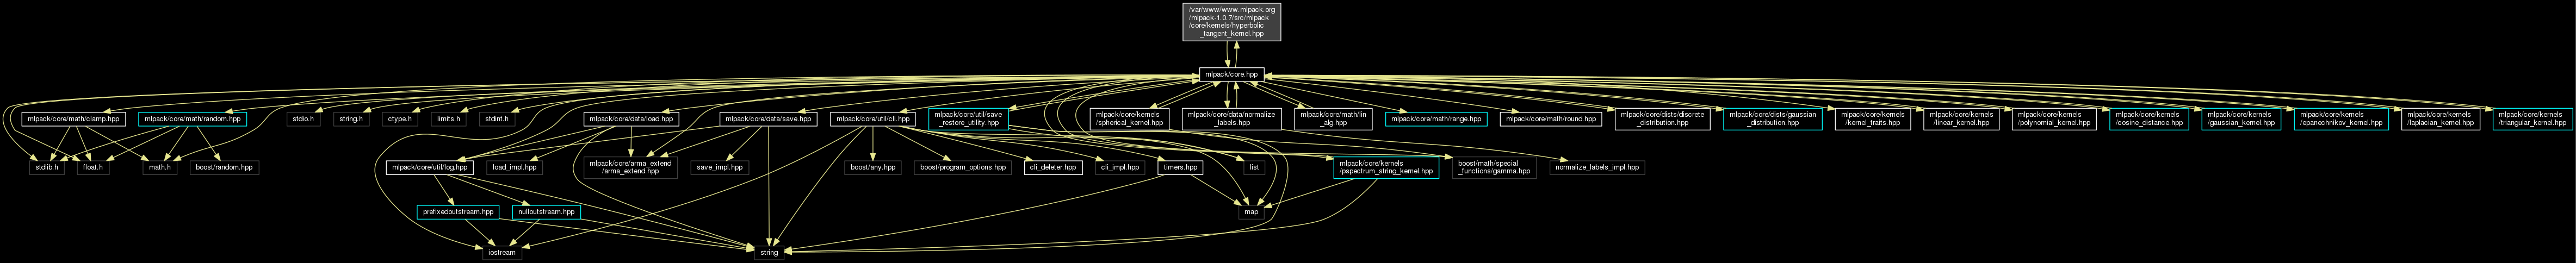 /var/www/www.mlpack.org
/mlpack-1.0.7/src/mlpack
/core/kernels/hyperbolic
_tangent_kernel.hpp
mlpack/core.hpp
mlpack/core/math/clamp.hpp
mlpack/core/math/random.hpp
stdio.h
string.h
ctype.h
limits.h
stdint.h
mlpack/core/data/load.hpp
mlpack/core/data/save.hpp
mlpack/core/util/cli.hpp
mlpack/core/util/save
_restore_utility.hpp
mlpack/core/kernels
/spherical_kernel.hpp
mlpack/core/data/normalize
_labels.hpp
mlpack/core/math/lin
_alg.hpp
mlpack/core/math/range.hpp
mlpack/core/math/round.hpp
mlpack/core/dists/discrete
_distribution.hpp
mlpack/core/dists/gaussian
_distribution.hpp
mlpack/core/kernels
/kernel_traits.hpp
mlpack/core/kernels
/linear_kernel.hpp
mlpack/core/kernels
/polynomial_kernel.hpp
mlpack/core/kernels
/cosine_distance.hpp
mlpack/core/kernels
/gaussian_kernel.hpp
mlpack/core/kernels
/epanechnikov_kernel.hpp
mlpack/core/kernels
/laplacian_kernel.hpp
mlpack/core/kernels
/triangular_kernel.hpp
stdlib.h
float.h
math.h
boost/random.hpp
mlpack/core/util/log.hpp
load_impl.hpp
mlpack/core/arma_extend
/arma_extend.hpp
save_impl.hpp
boost/any.hpp
boost/program_options.hpp
cli_deleter.hpp
cli_impl.hpp
timers.hpp
list
mlpack/core/kernels
/pspectrum_string_kernel.hpp
boost/math/special
_functions/gamma.hpp
normalize_labels_impl.hpp
prefixedoutstream.hpp
nulloutstream.hpp
map
iostream
string